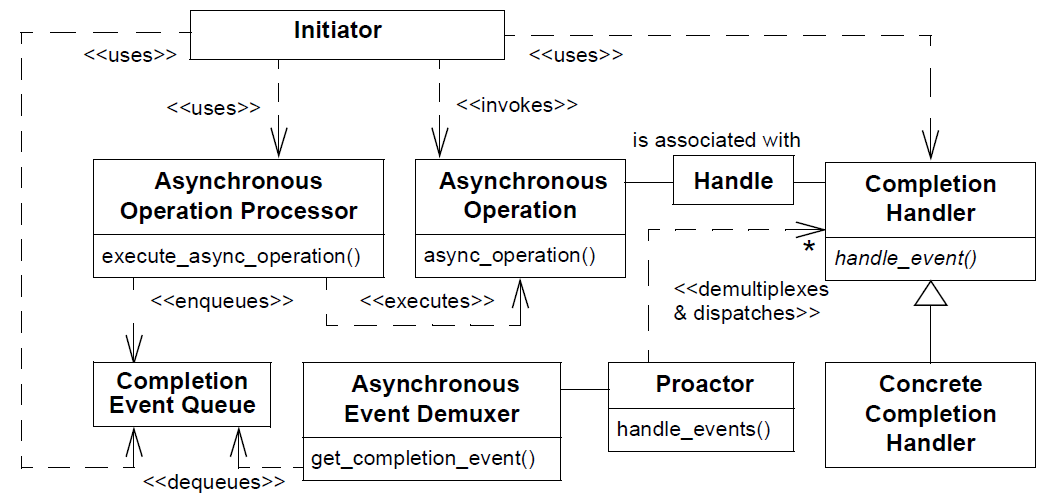 Initiator
<<uses>>
<<uses>>
<<uses>>
<<invokes>>
is associated with
Asynchronous
Operation Processor
execute_async_operation()
Asynchronous
Operation
async_operation()
Handle
Completion
Handler
handle_event()
*
<<enqueues>>
<<executes>>
<<demultiplexes
& dispatches>>
Completion
Event Queue
Asynchronous
Event Demuxer
get_completion_event()
Proactor
handle_events()
Concrete
Completion
Handler
<<dequeues>>